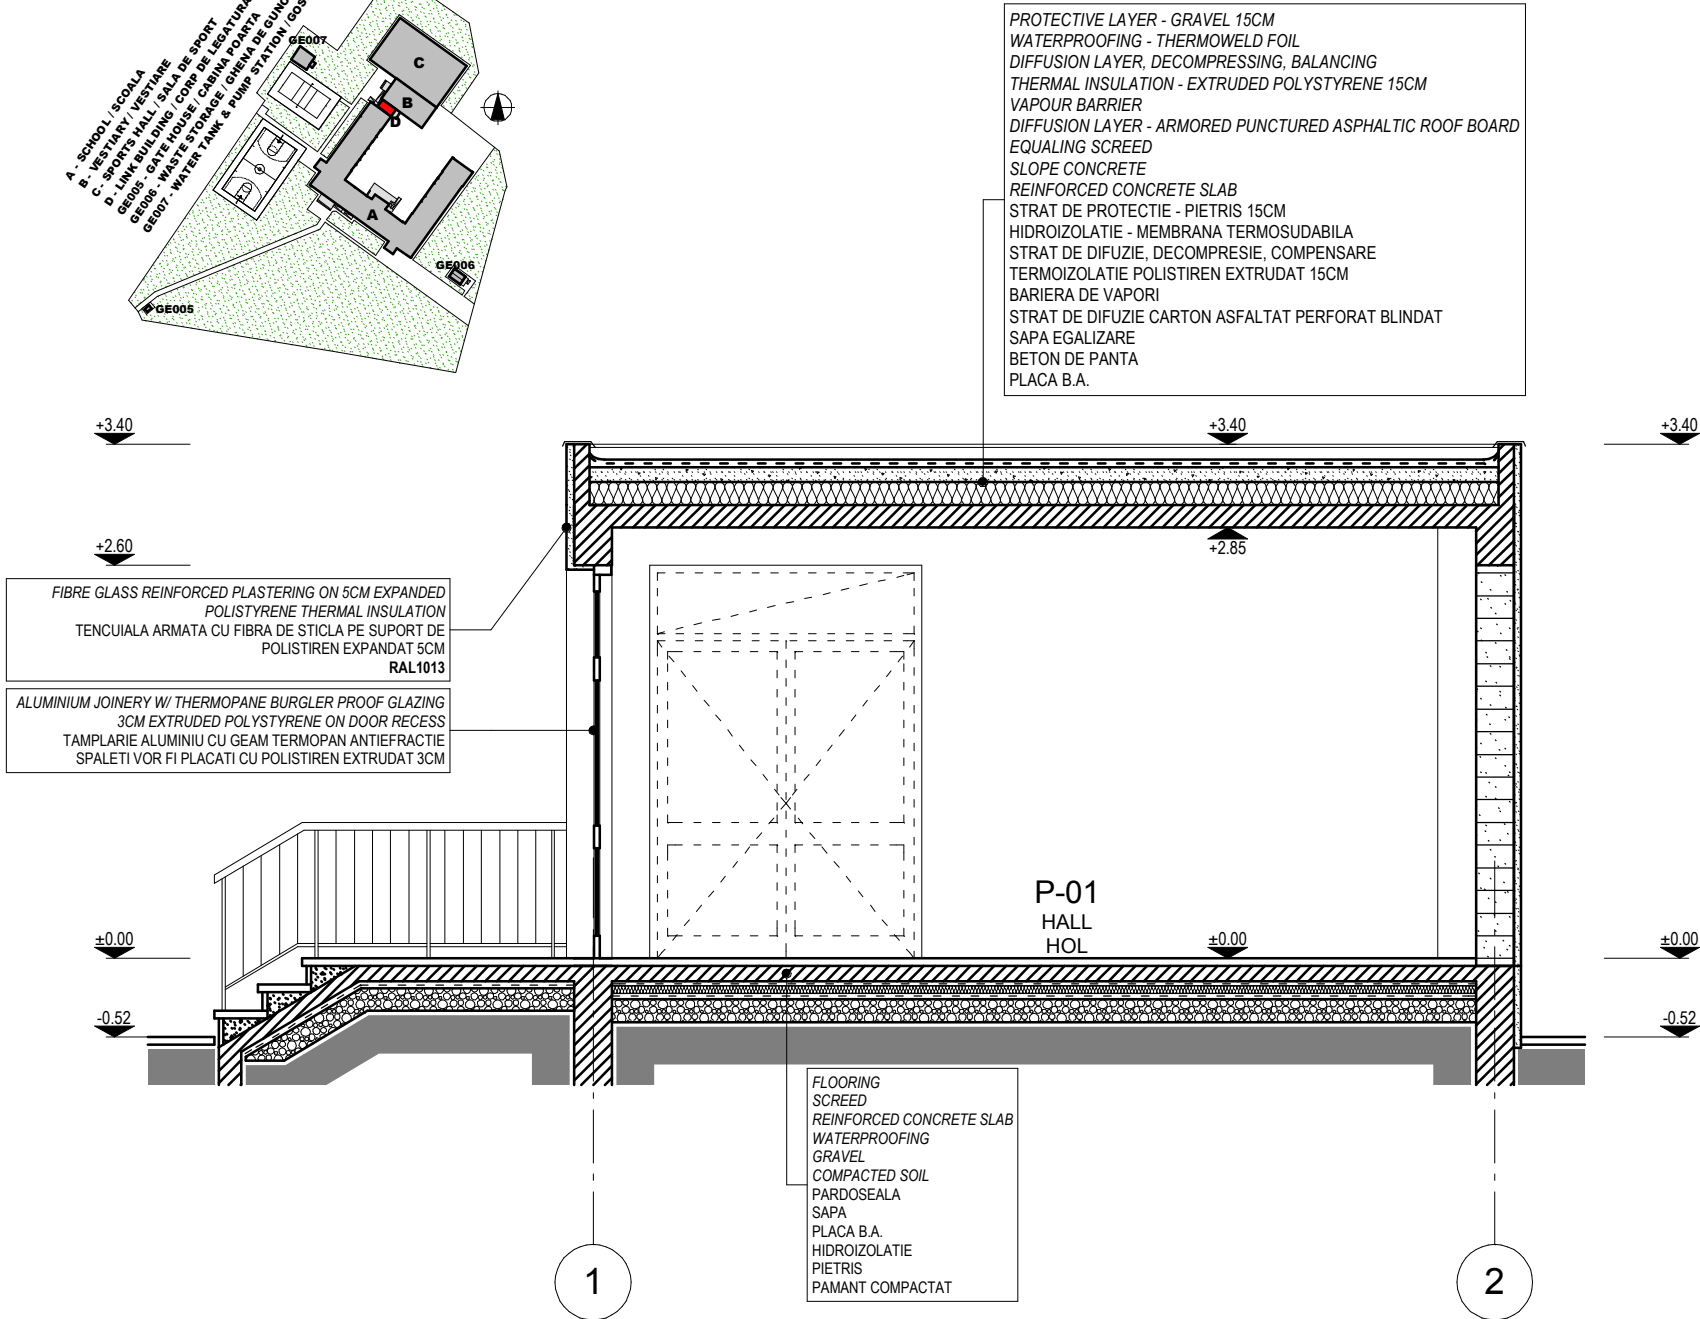 A - SCHOOL / SCOALA
B - VESTIARY / VESTIARE
C - SPORTS HALL / SALA DE SPORT
D - LINK BUILDING / CORP DE LEGATURA
GE005 - GATE HOUSE / CABINA POARTA
GE006 - WASTE STORAGE / GHENA DE
GE007 - WATER TANK & PUMP STATION /
GE007
C
B
D
A
GE006
GE005
PROTECTIVE LAYER - GRAVEL 15CM
WATERPROOFING - THERMOWELD FOIL
DIFFUSION LAYER, DECOMPRESSING, BALANCING
THERMAL INSULATION - EXTRUDED POLYSTYRENE 15CM
VAPOUR BARRIER
DIFFUSION LAYER - ARMORED PUNCTURED ASPHALTIC ROOF BOARD
EQUALING SCREED
SLOPE CONCRETE
REINFORCED CONCRETE SLAB
STRAT DE PROTECTIE - PIETRIS 15CM
HIDROIZOLATIE - MEMBRANA TERMOSUDABILA
STRAT DE DIFUZIE, DECOMPRESIE, COMPENSARE
TERMOIZOLATIE POLISTIREN EXTRUDAT 15CM
BARIERA DE VAPORI
STRAT DE DIFUZIE CARTON ASFALTAT PERFORAT BLINDAT
SAPA EGALIZARE
BETON DE PANTA
PLACA B.A.
+3.40
+3.40
+3.40
+2.60
+2.85
FIBRE GLASS REINFORCED PLASTERING ON 5CM EXPANDED
POLISTYRENE THERMAL INSULATION
TENCUIALA ARMATA CU FIBRA DE STICLA PE SUPORT DE
POLISTIREN EXPANDAT 5CM
RAL1013
ALUMINIUM JOINERY W/ THERMOPANE BURGLER PROOF GLAZING
3CM EXTRUDED POLYSTYRENE ON DOOR RECESS
TAMPLARIE ALUMINIU CU GEAM TERMOPAN ANTIEFRACTIE
SPALETI VOR FI PLACATI CU POLISTIREN EXTRUDAT 3CM
P-01
HALL
HOL
±0.00
±0.00
±0.00
-0.52
-0.52
FLOORING
SCREED
REINFORCED CONCRETE SLAB
WATERPROOFING
GRAVEL
COMPACTED SOIL
PARDOSEALA
SAPA
PLACA B.A.
HIDROIZOLATIE
PIETRIS
PAMANT COMPACTAT
1
2